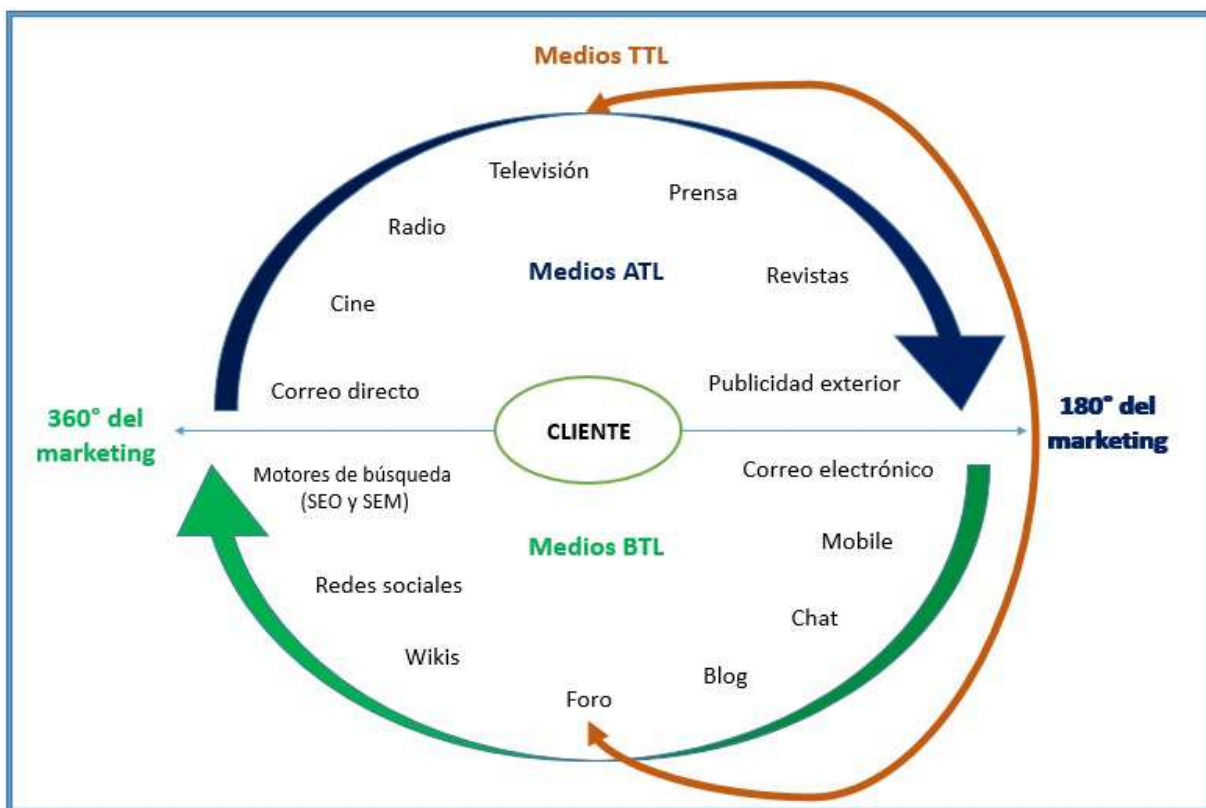 Medios TTL
Televisión
Prensa
Radio
Medios ATL
Revistas
Cine
Publicidad exterior
Correo directo
360° del
marketing
CLIENTE
180° del
marketing
Motores de búsqueda
(SEO y SEM)
Correo electrónico
Medios BTL
Mobile
Redes sociales
Chat
Wikis
Blog
Foro